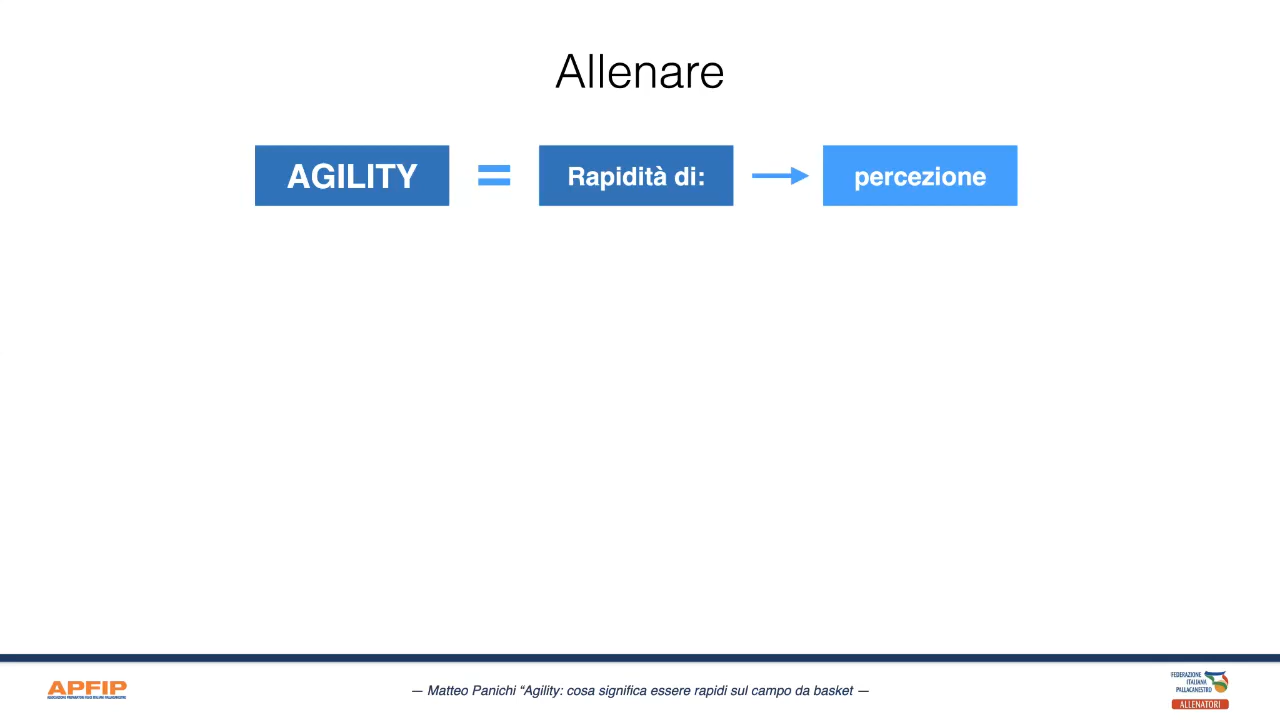 Allenare
AGILITY = Rapidità di: → percezione
APFIP
— Matteo Panichi “Agility: cosa significa essere rapidi sul campo da basket —
FEDERAZIONE
ITALIANA
PALLACANESTRO
ALLENATORI